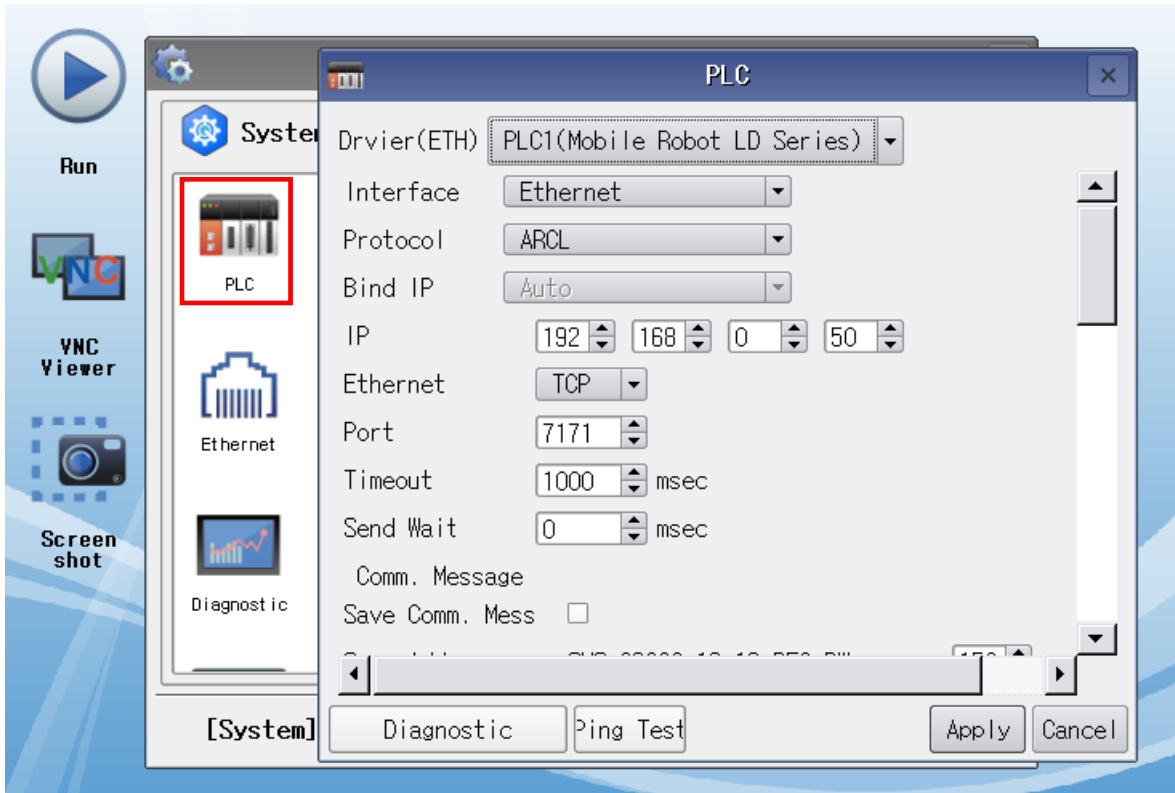 Run
VNC
VNC
Viewer
Screen
shot
System
PLC
Ethernet
Diagnostic
[System]
PLC
Drvier(ETH) PLC1(Mobile Robot LD Series)
Interface Ethernet
Protocol ARCL
Bind IP Auto
IP 192 168 0 50
Ethernet TCP
Port 7171
Timeout 1000 msec
Send Wait 0 msec
Comm. Message
Save Comm. Mess
Diagnostic Ping Test Apply Cancel